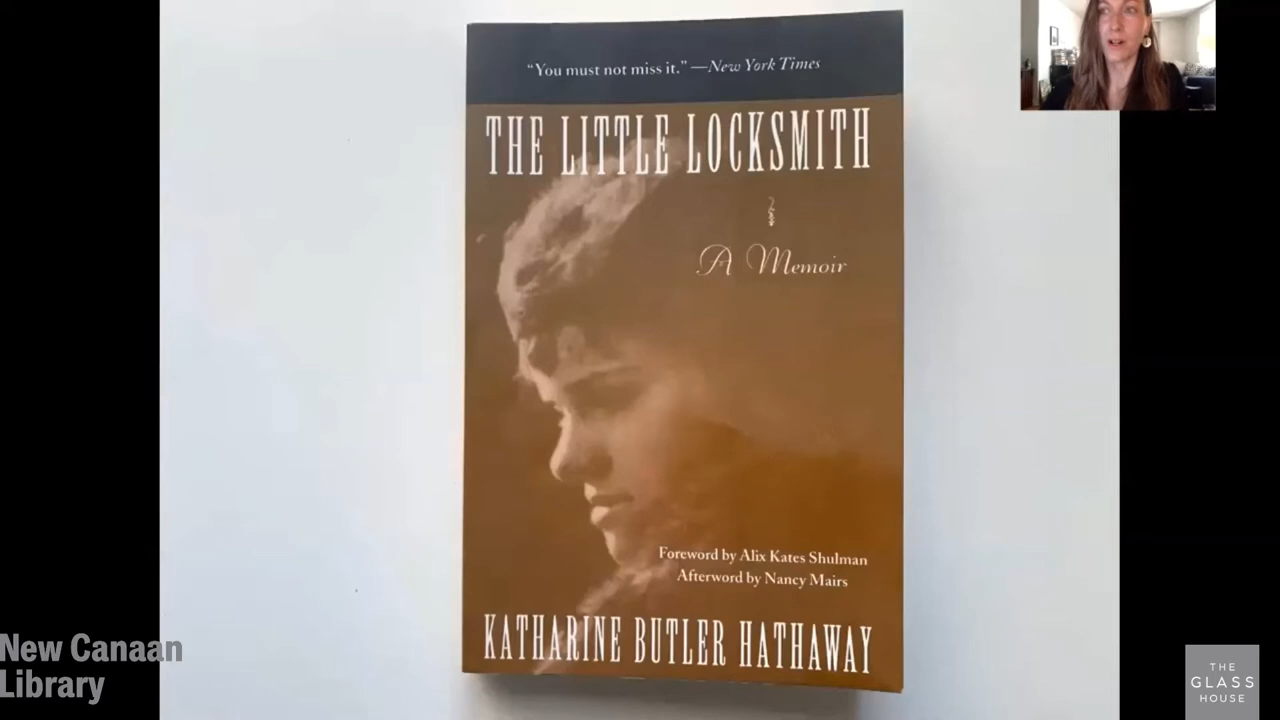 “You must not miss it.” —New York Times
THE LITTLE LOCKSMITH
A Memoir
Foreword by Alix Kates Shulman
Afterword by Nancy Mairs
KATHARINE BUTLER HATHAWAY
New Canaan
Library
THE
GLASS
HOUSE